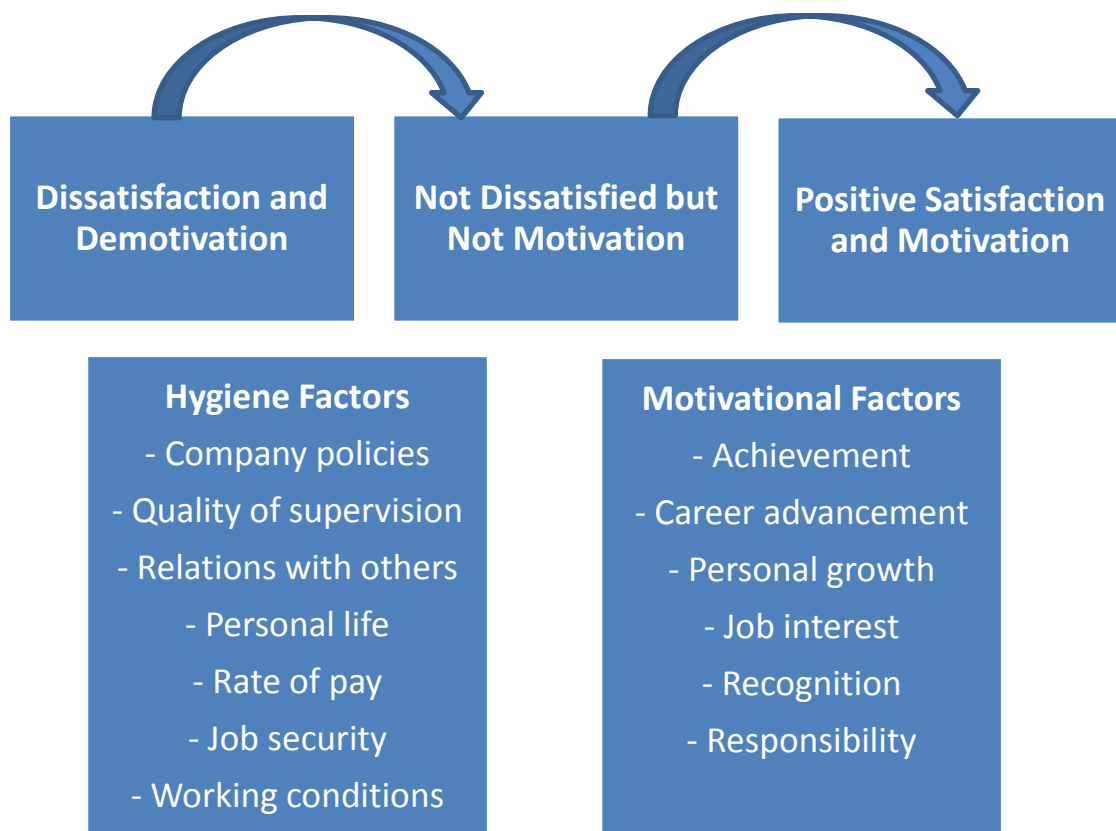 Dissatisfaction and
Demotivation
Not Dissatisfied but
Not Motivation
Positive Satisfaction
and Motivation
Hygiene Factors
- Company policies
- Quality of supervision
- Relations with others
- Personal life
- Rate of pay
- Job security
- Working conditions
Motivational Factors
- Achievement
- Career advancement
- Personal growth
- Job interest
- Recognition
- Responsibility